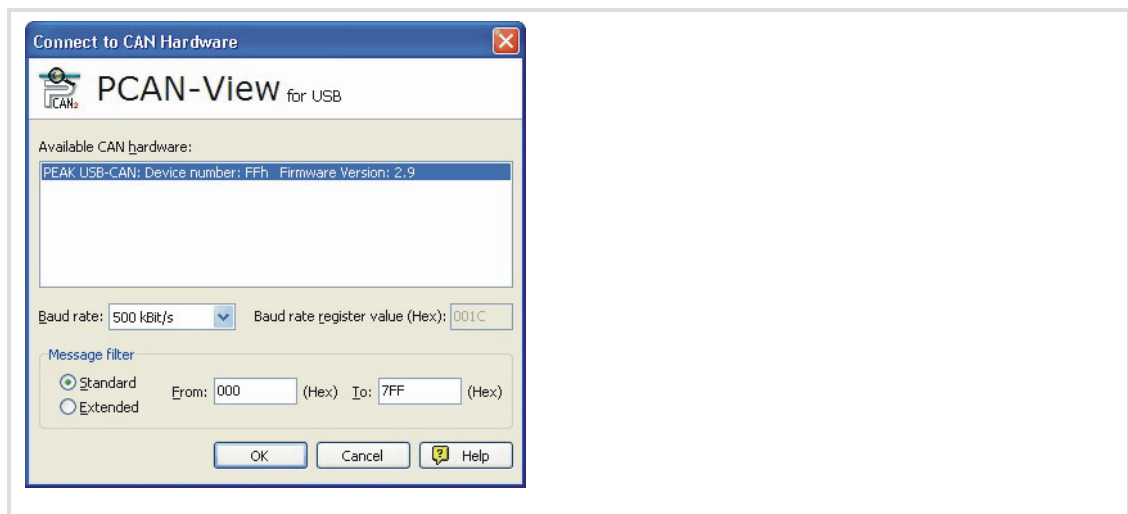 Connect to CAN Hardware
PCAN-View for USB
CAN₂
Available CAN hardware:
PEAK USB-CAN: Device number: FFh Firmware Version: 2.9
Baud rate: 500 kBit/s Baud rate register value (Hex): 001C
Message filter
Standard
Extended
From: 000 (Hex) To: 7FF (Hex)
OK Cancel Help